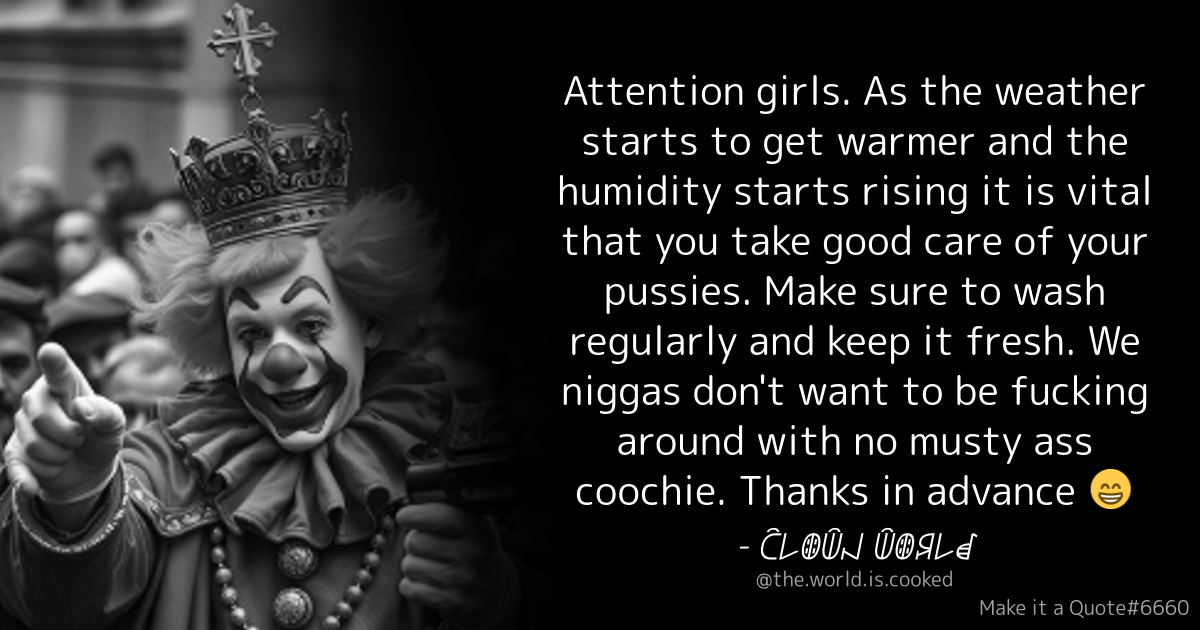 Attention girls. As the weather
starts to get warmer and the
humidity starts rising it is vital
that you take good care of your
pussies. Make sure to wash
regularly and keep it fresh. We
niggas don't want to be fucking
around with no musty ass
coochie. Thanks in advance 😁
- C̑LOW̑N W̑ORLD
@the.world.is.cooked
Make it a Quote#6660